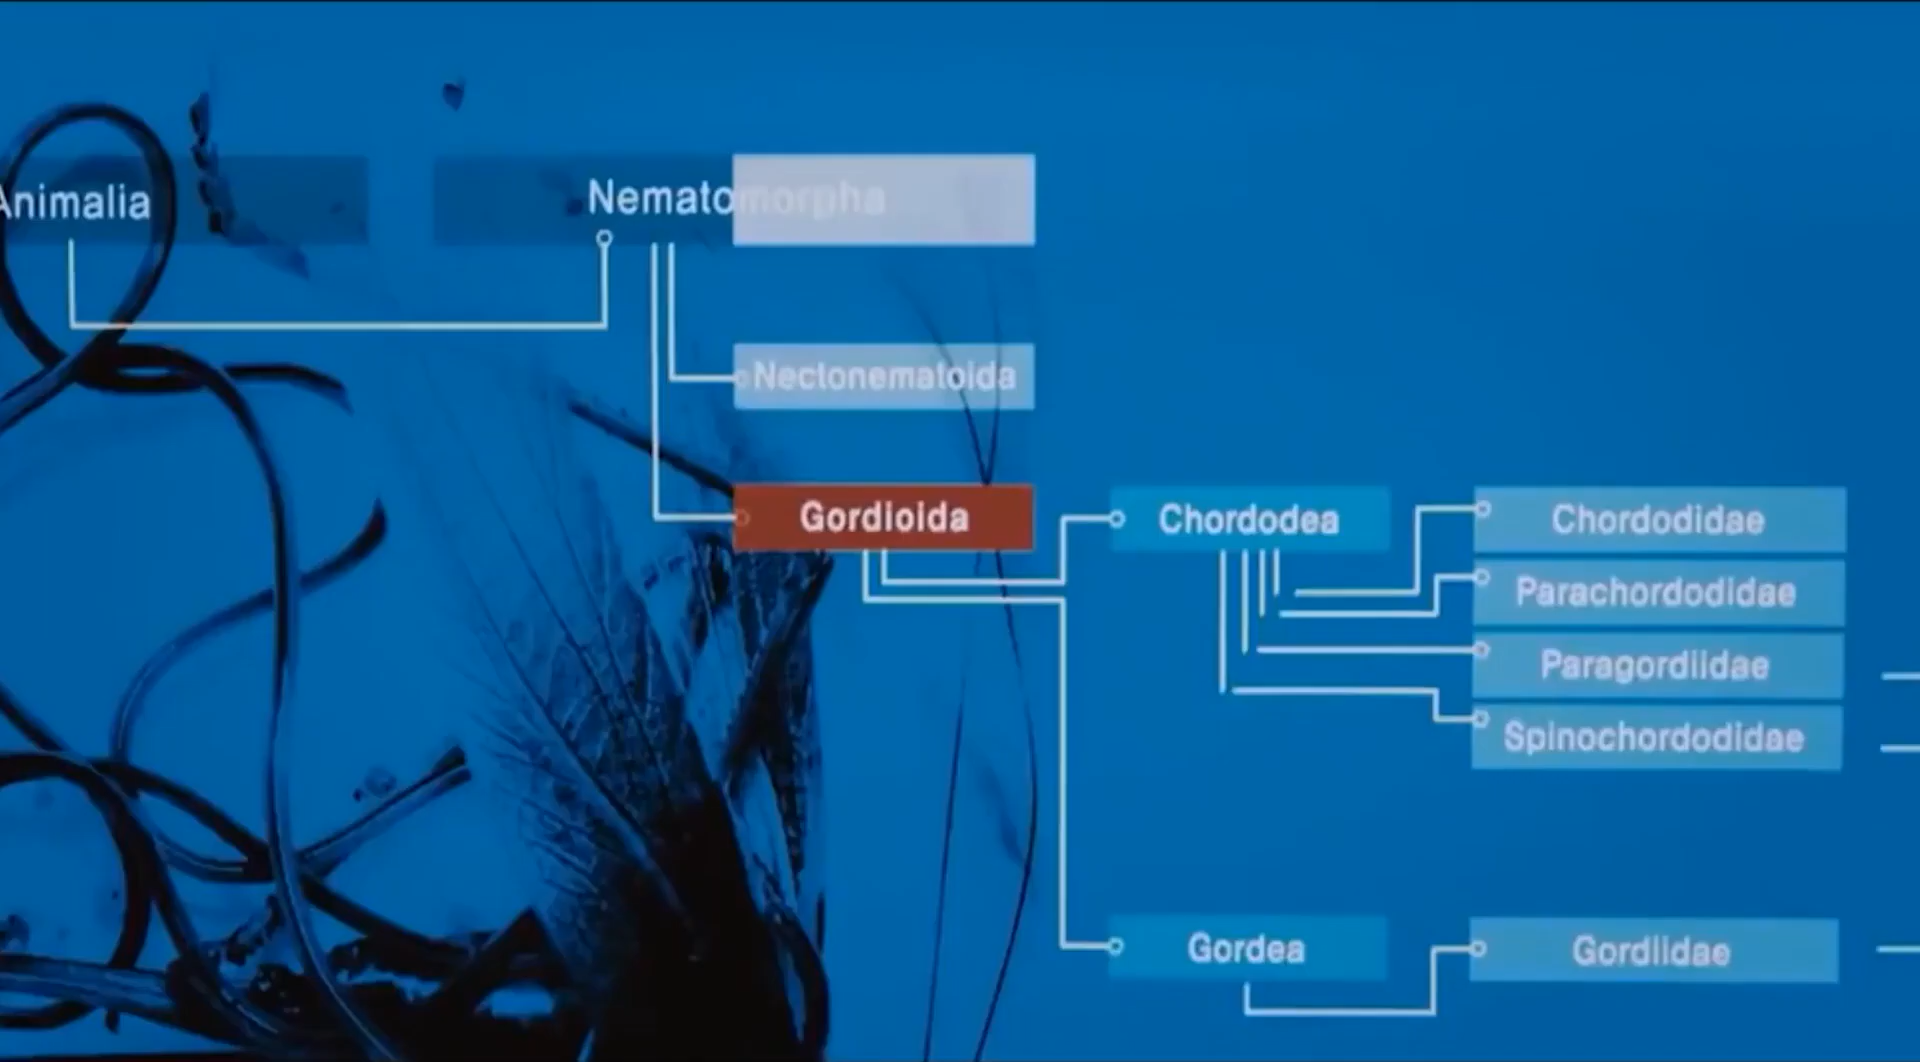 Animalia
Nematomorpha
Nectonematoida
Gordioida
Chordodea
Chordodidae
Parachordodidae
Paragordiidae
Spinochordodidae
Gordea
Gordiidae